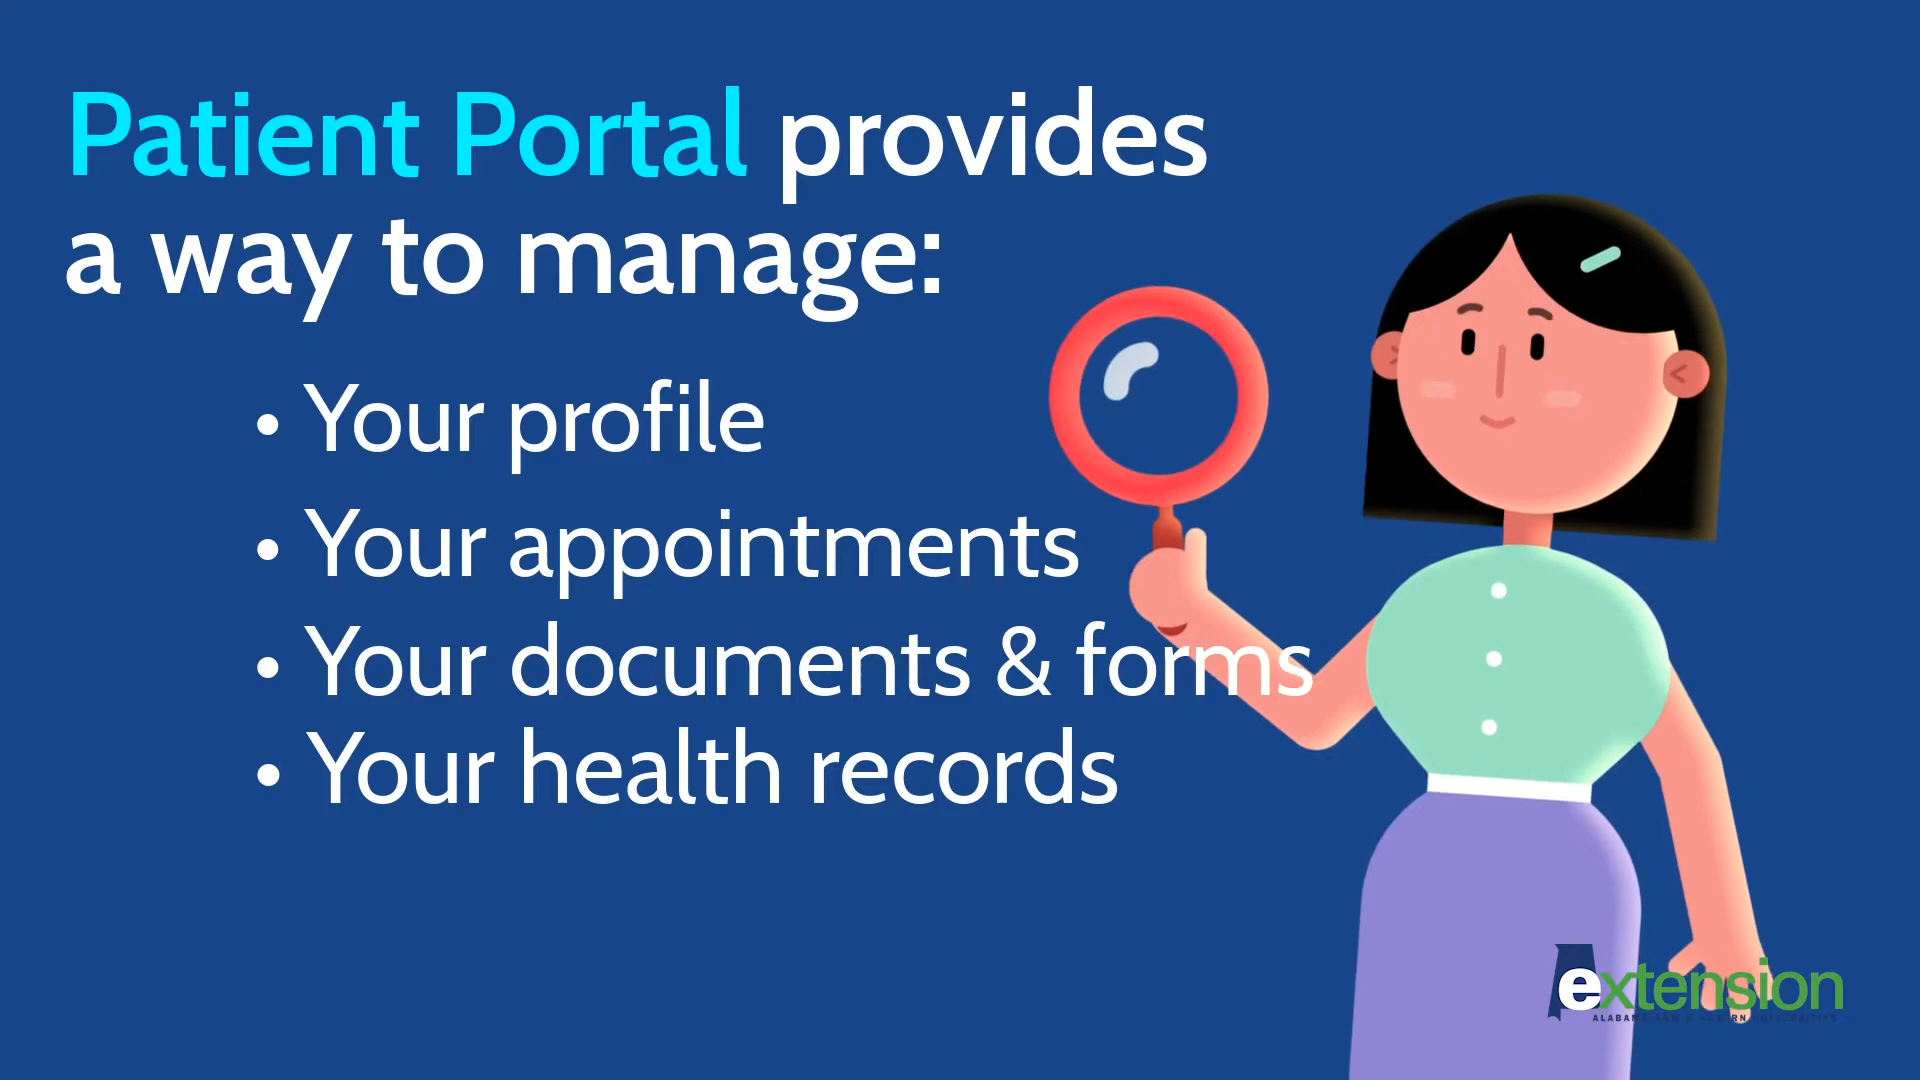 Patient Portal provides
a way to manage:
• Your profile
• Your appointments
• Your documents & forms
• Your health records
extension